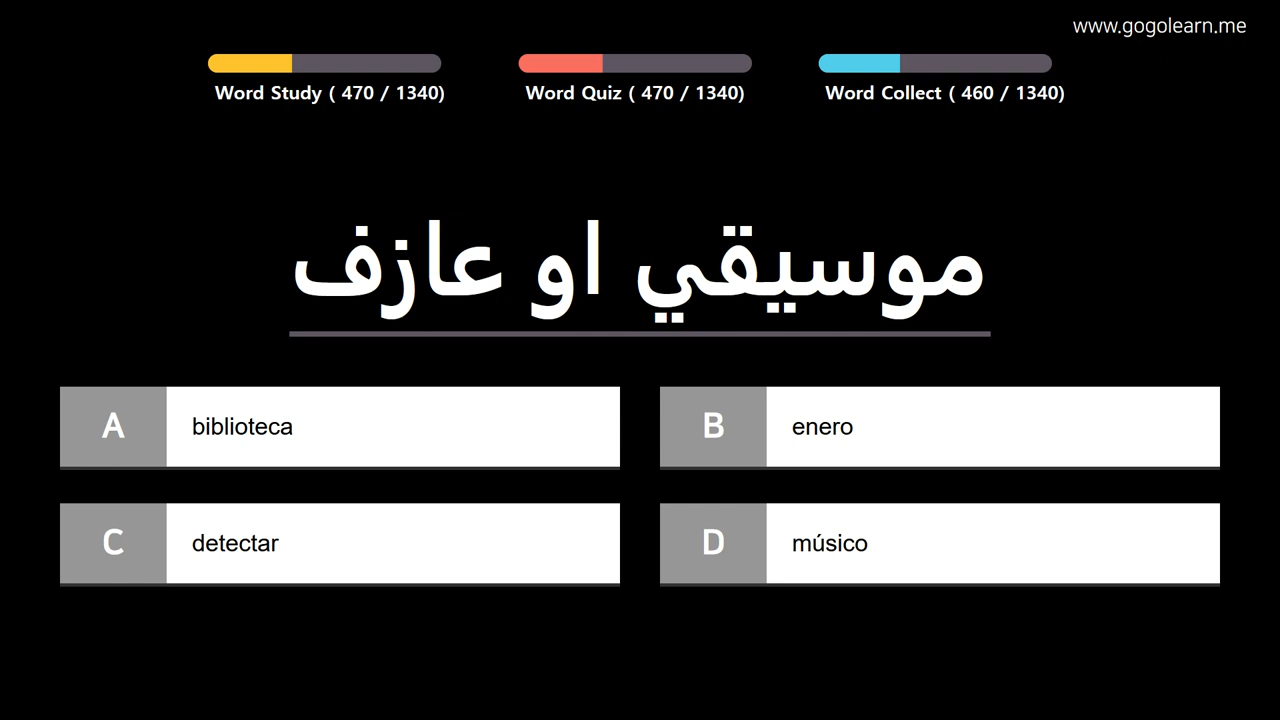 www.gogolearn.me
Word Study ( 470 / 1340)
Word Quiz ( 470 / 1340)
Word Collect ( 460 / 1340)
موسيقي او عازف
A biblioteca
B enero
C detectar
D músico